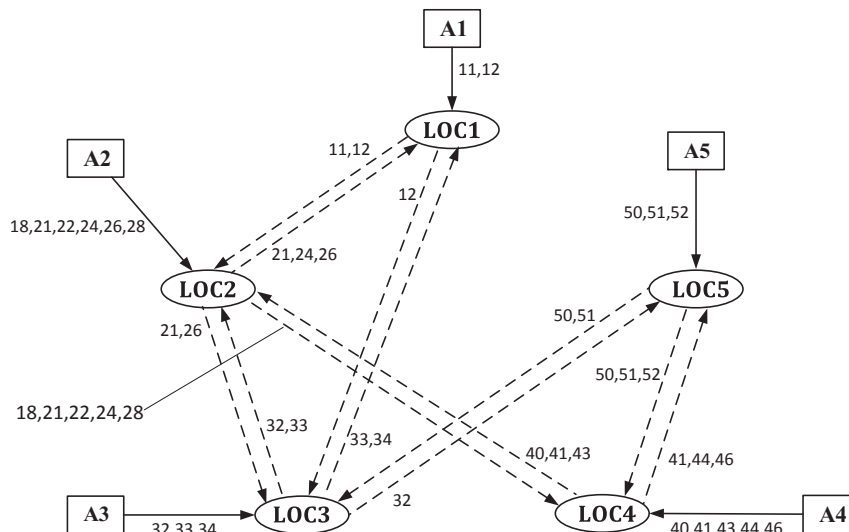 A1
11,12
LOC1
A2
11,12
A5
12
18,21,22,24,26,28
50,51,52
21,24,26
LOC2
LOC5
21,26
50,51
50,51,52
18,21,22,24,28
32,33
33,34
40,41,43
41,44,46
32
A3
32,33,34
LOC3
LOC4
40,41,43,44,46
A4